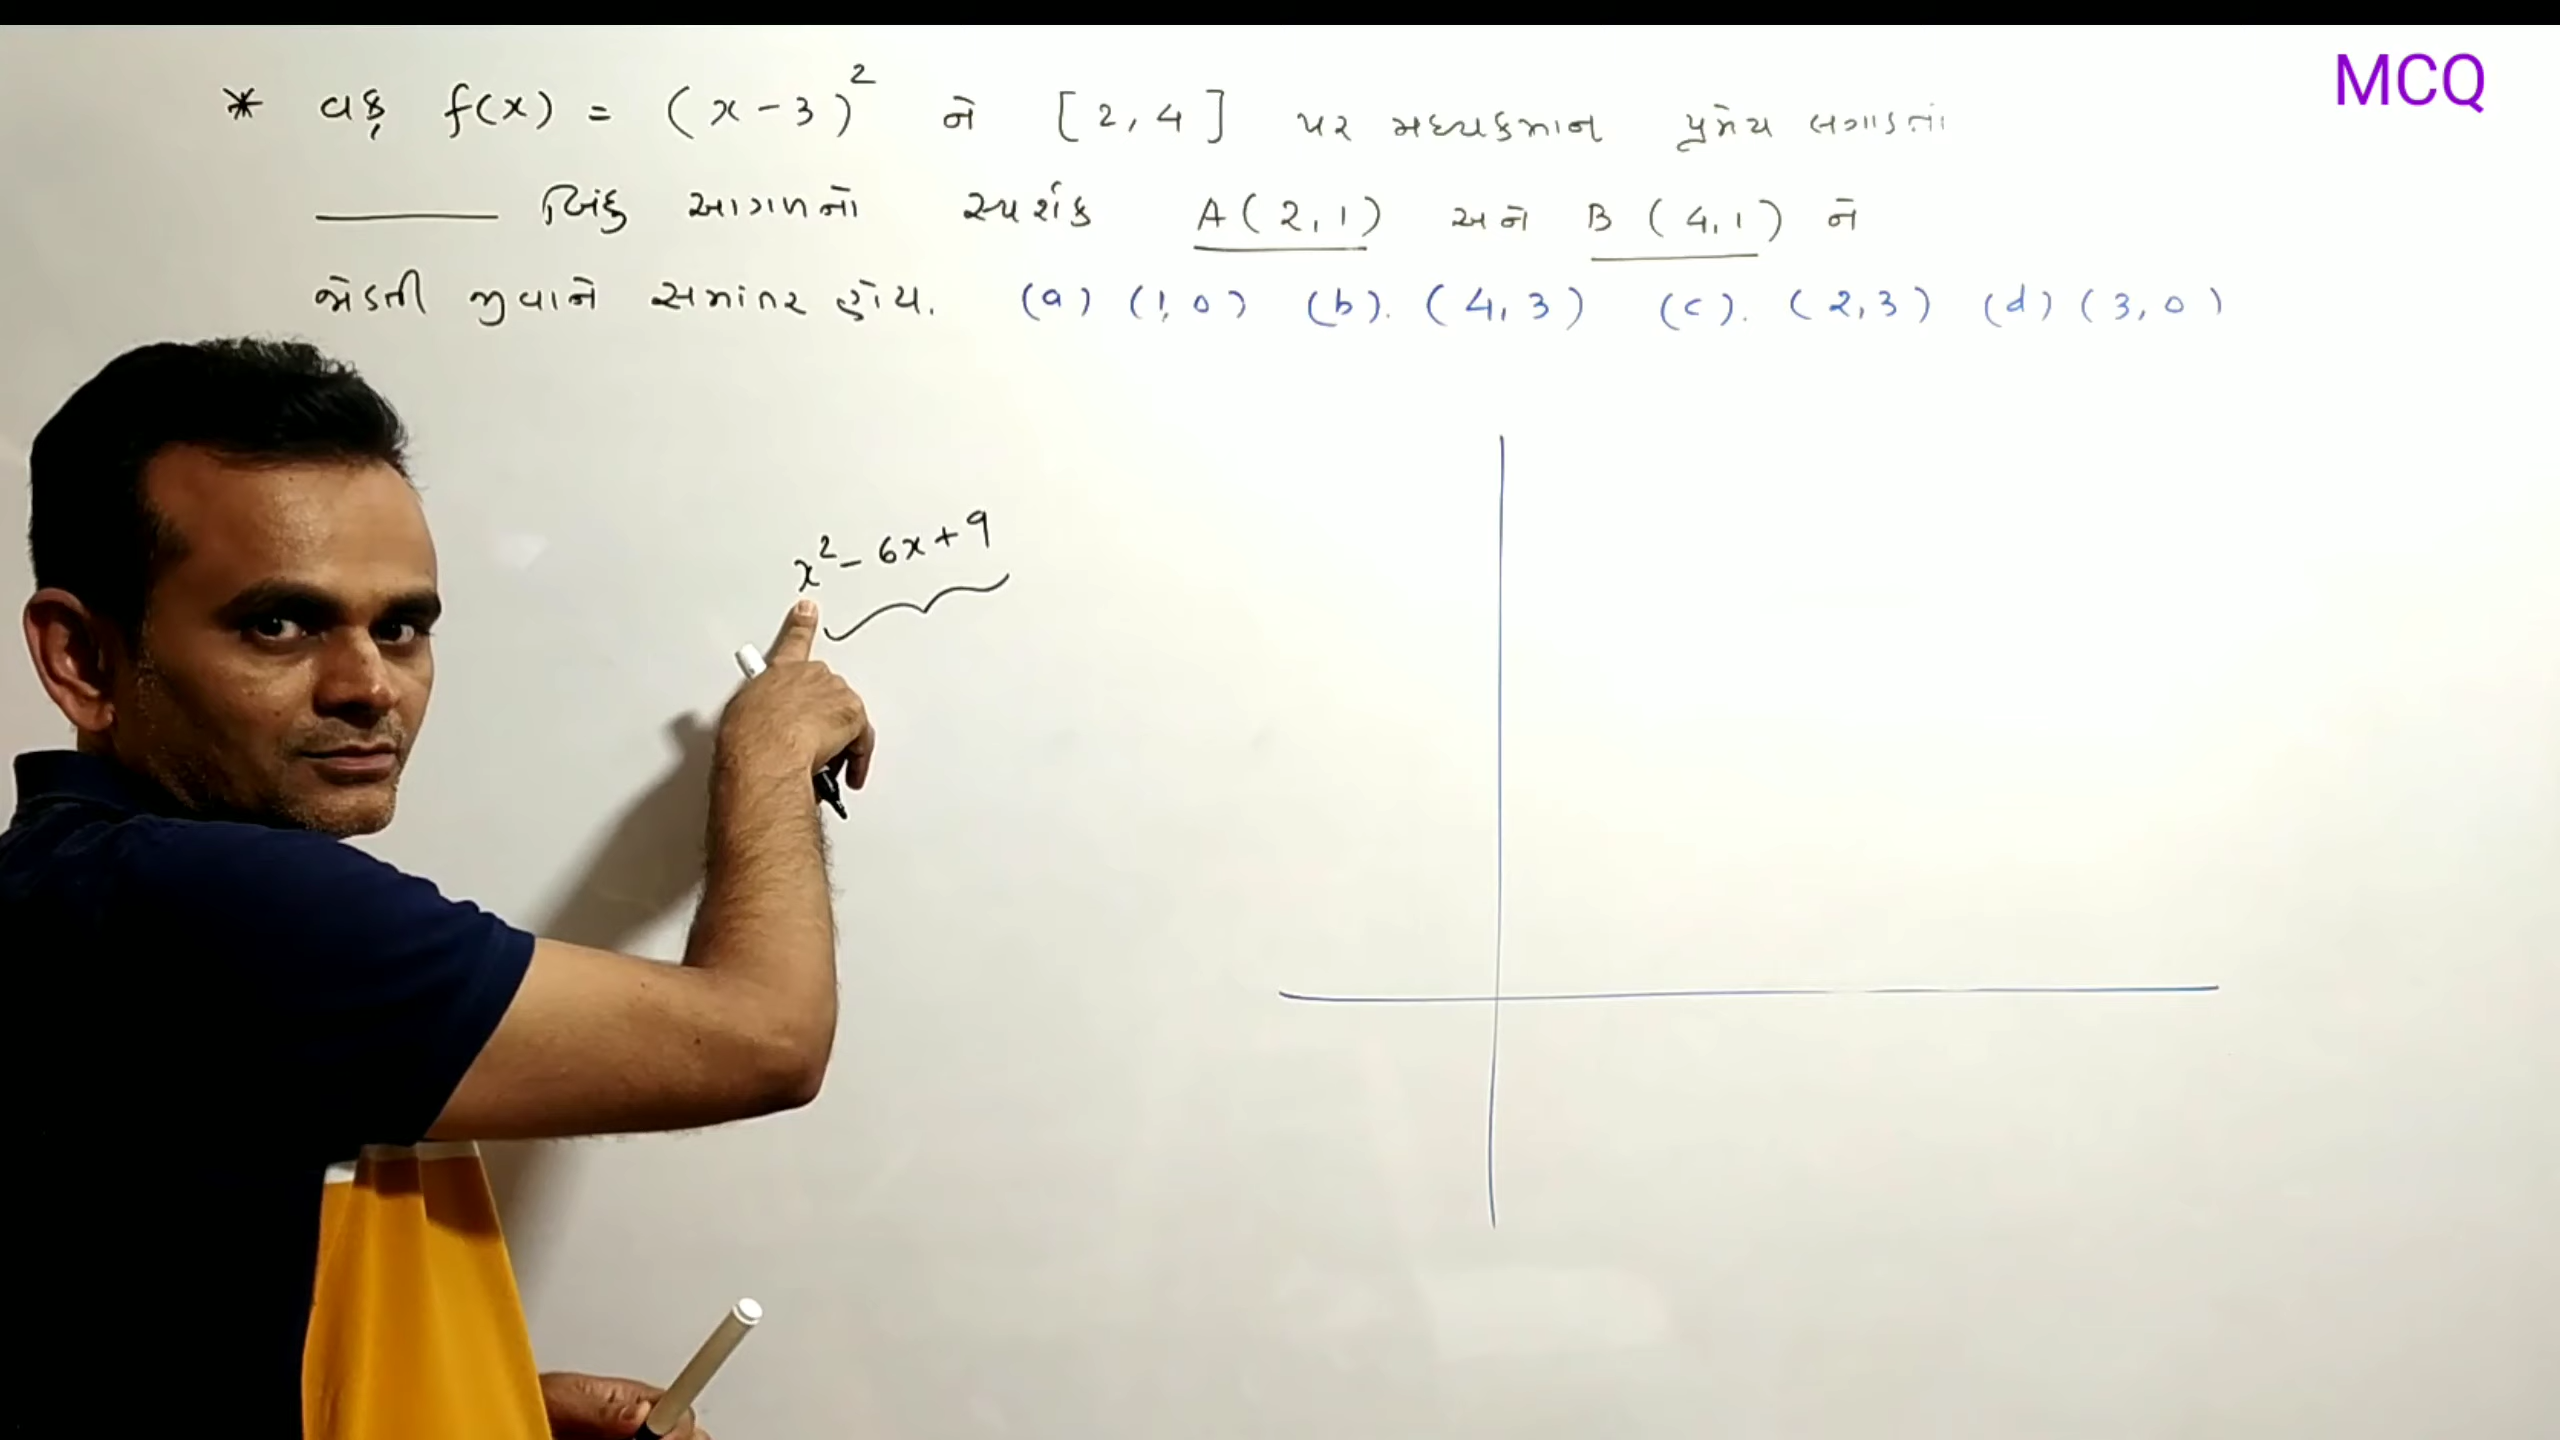 MCQ
* વક્ર f(x) = (x-3)² ને [2,4] પર મધ્યકમાન પ્રમેય લગાડતાં
______ બિંદુ આગળનો સ્પર્શક A(2,1) અને B(4,1) ને
જોડતી જીવાને સમાંતર હોય. (a) (1,0) (b). (4,3) (c). (2,3) (d) (3,0)
x² - 6x + 9